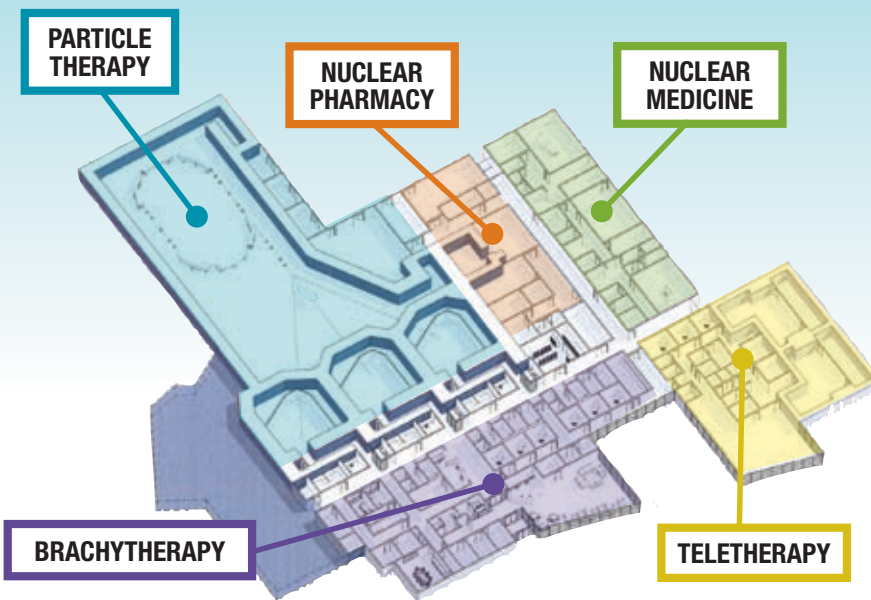 PARTICLE
THERAPY
NUCLEAR
PHARMACY
NUCLEAR
MEDICINE
BRACHYTHERAPY
TELETHERAPY